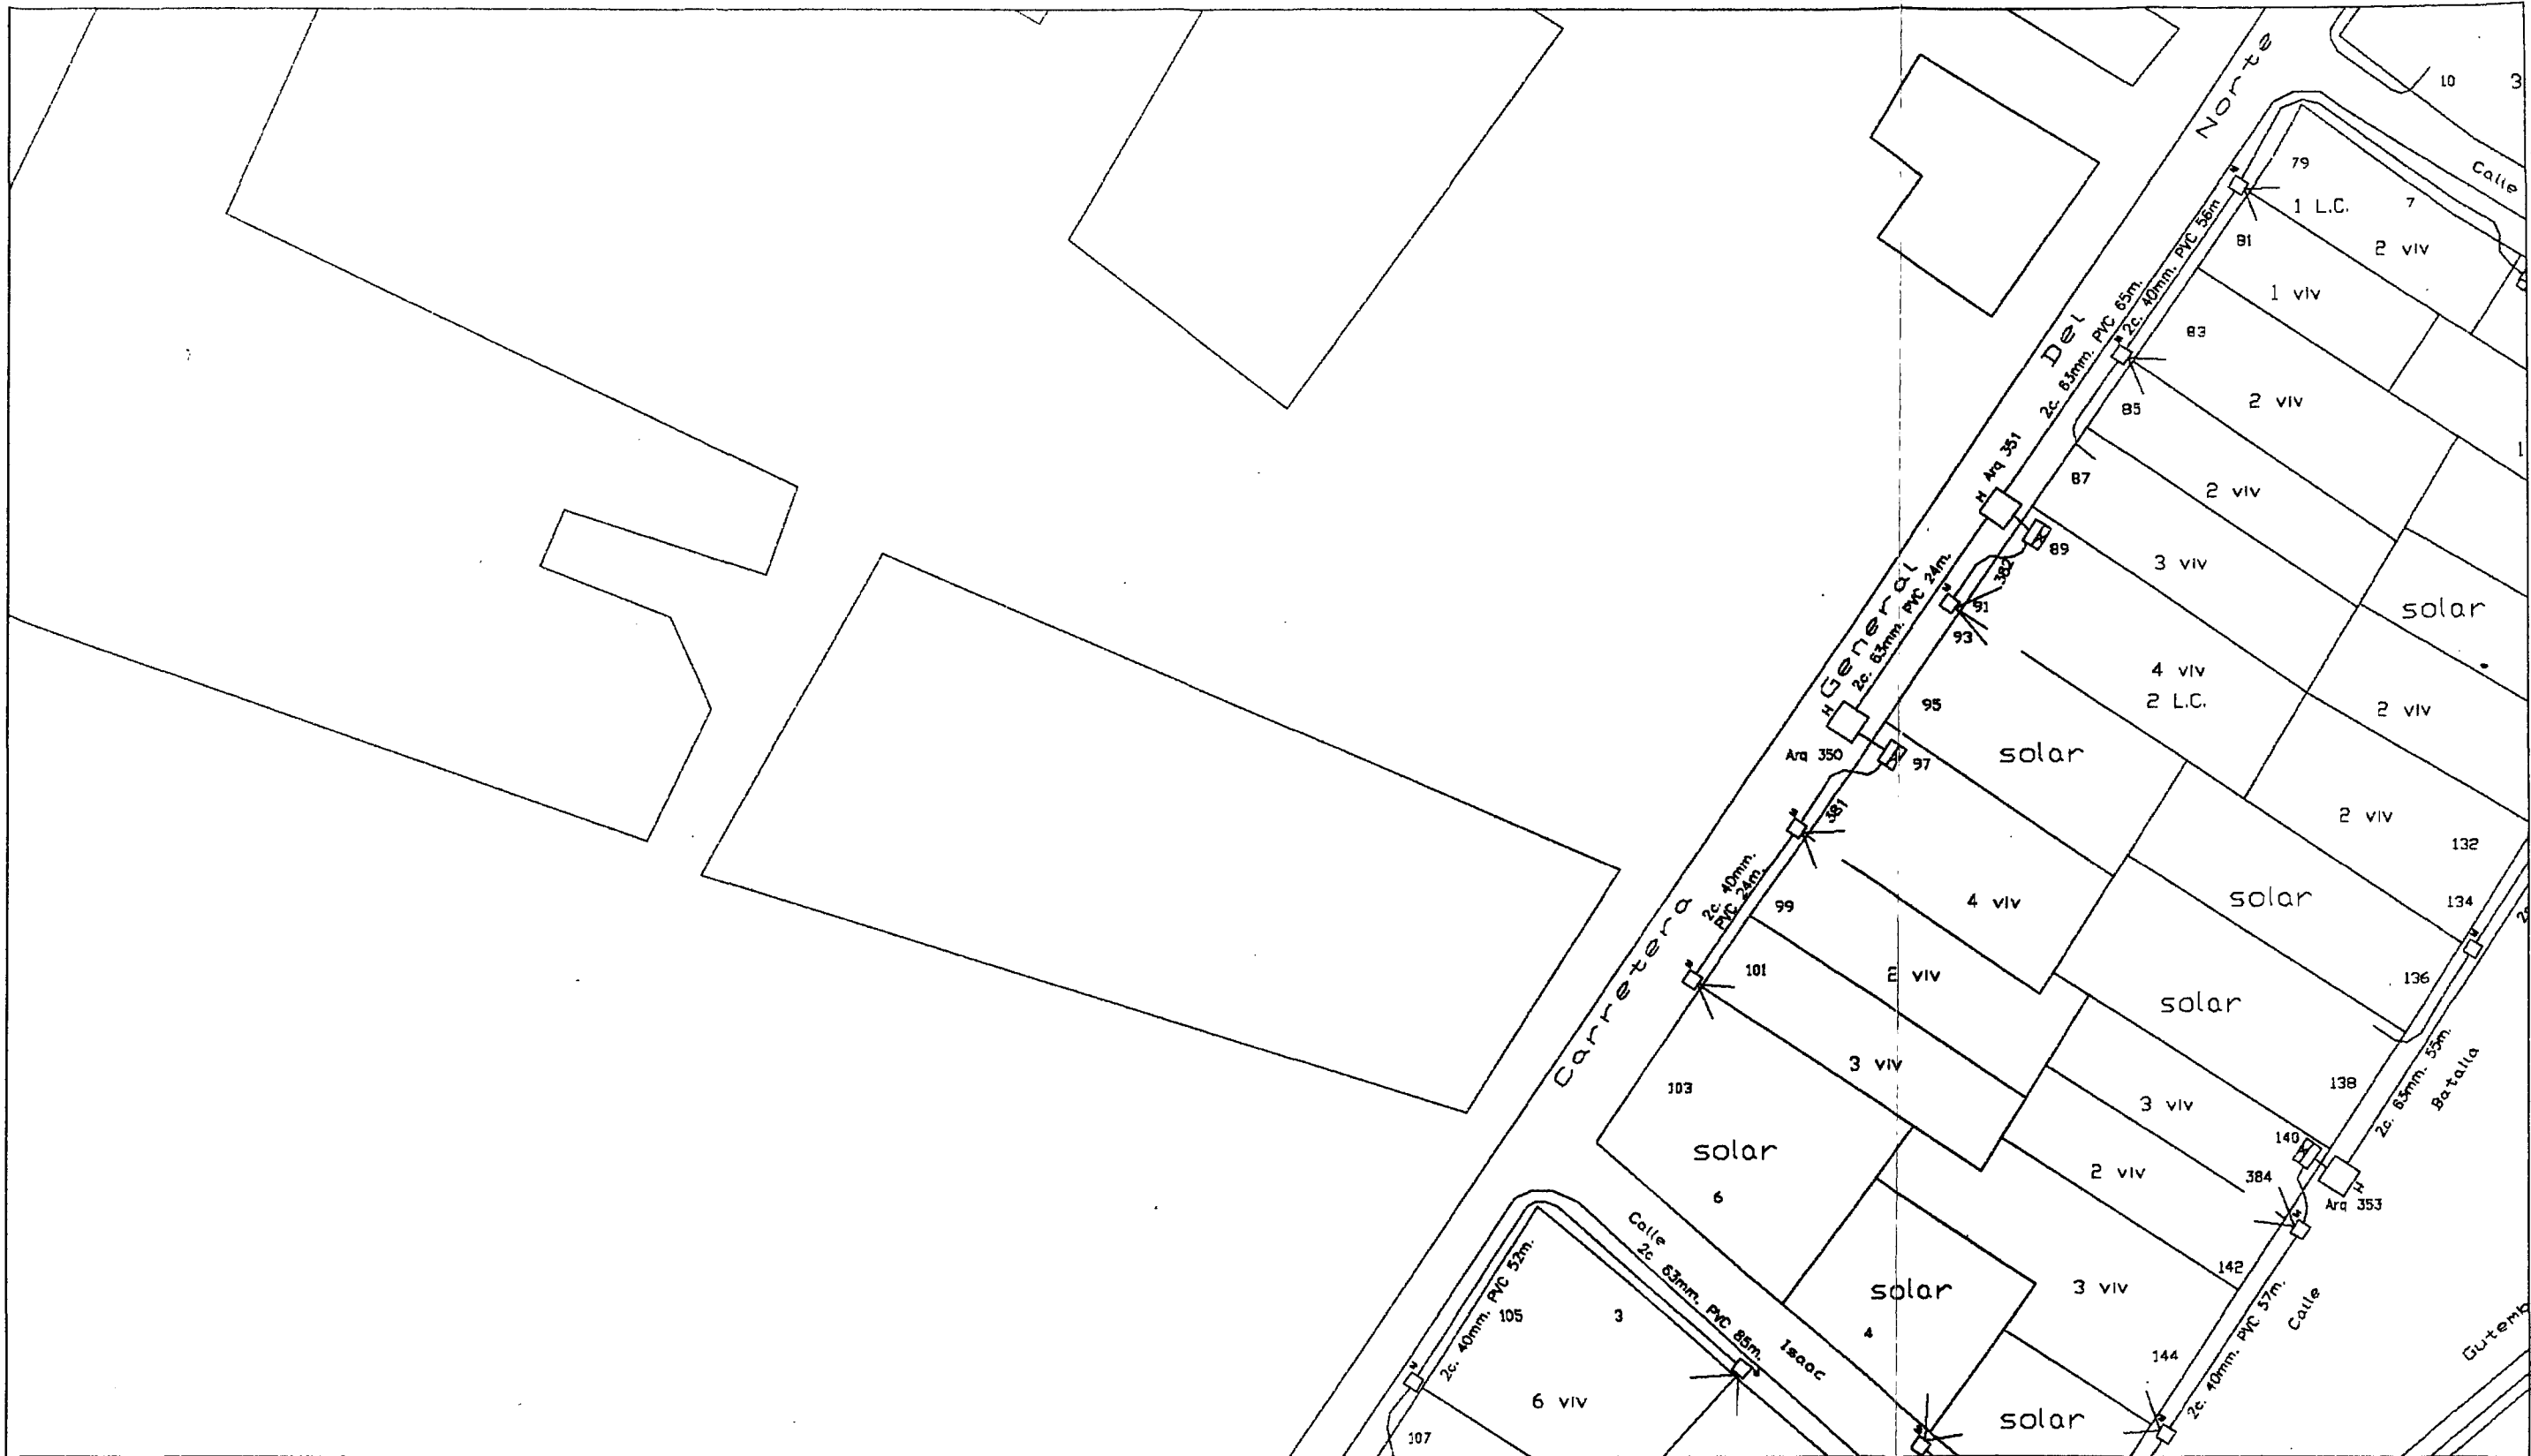 Carretera General Del Norte
10
3
Calle
79
1 L.C.
7
2 viv
81
1 viv
83
2 viv
85
2 viv
87
3 viv
89
solar
91
93
4 viv
2 L.C.
2 viv
95
solar
97
2 viv
132
4 viv
solar
134
99
101
2 viv
136
solar
3 viv
103
138
3 viv
solar
6
140
2 viv
384
Arq 353
142
3 viv
solar
4
144
solar
105
3
6 viv
107
1
2c. 40mm. PVC 56m
2c. 63mm. PVC 65m.
Arq 351
382
2c. 63mm. PVC 24m.
Arq 350
381
2c. 40mm.
PVC 24m.
2c. 63mm. 55m.
Calle Batalla
2c. 40mm. PVC 57m.
Calle Isaac
2c 63mm. PVC 85m.
2c. 40mm. PVC 52m.
H
H
H